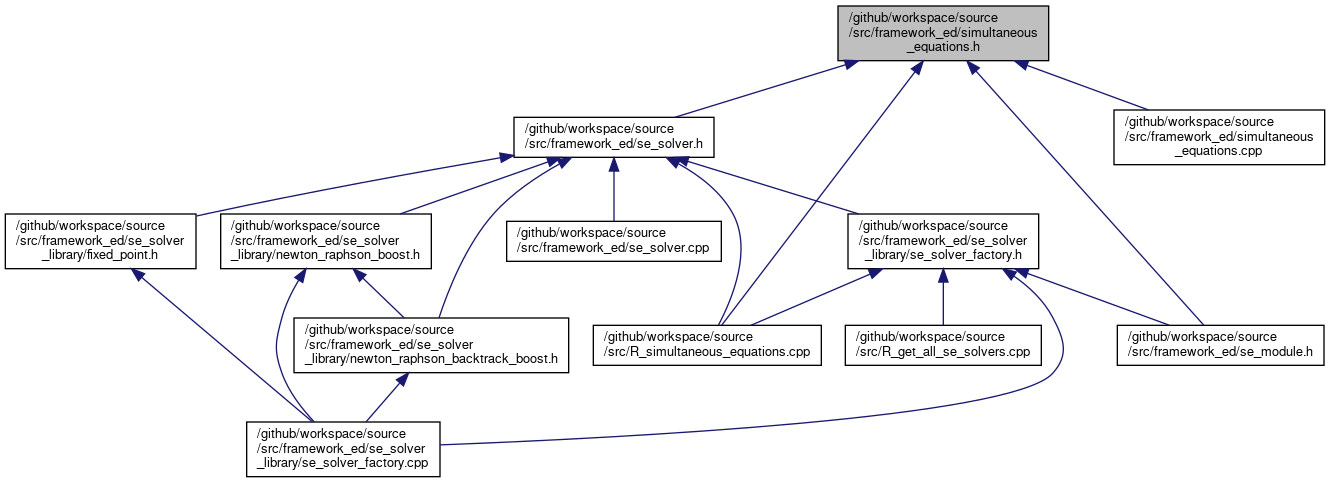 /github/workspace/source
/src/framework_ed/simultaneous
_equations.h
/github/workspace/source
/src/framework_ed/se_solver.h
/github/workspace/source
/src/framework_ed/simultaneous
_equations.cpp
/github/workspace/source
/src/framework_ed/se_solver
_library/fixed_point.h
/github/workspace/source
/src/framework_ed/se_solver
_library/newton_raphson_boost.h
/github/workspace/source
/src/framework_ed/se_solver.cpp
/github/workspace/source
/src/framework_ed/se_solver
_library/se_solver_factory.h
/github/workspace/source
/src/framework_ed/se_solver
_library/newton_raphson_backtrack_boost.h
/github/workspace/source
/src/R_simultaneous_equations.cpp
/github/workspace/source
/src/R_get_all_se_solvers.cpp
/github/workspace/source
/src/framework_ed/se_module.h
/github/workspace/source
/src/framework_ed/se_solver
_library/se_solver_factory.cpp